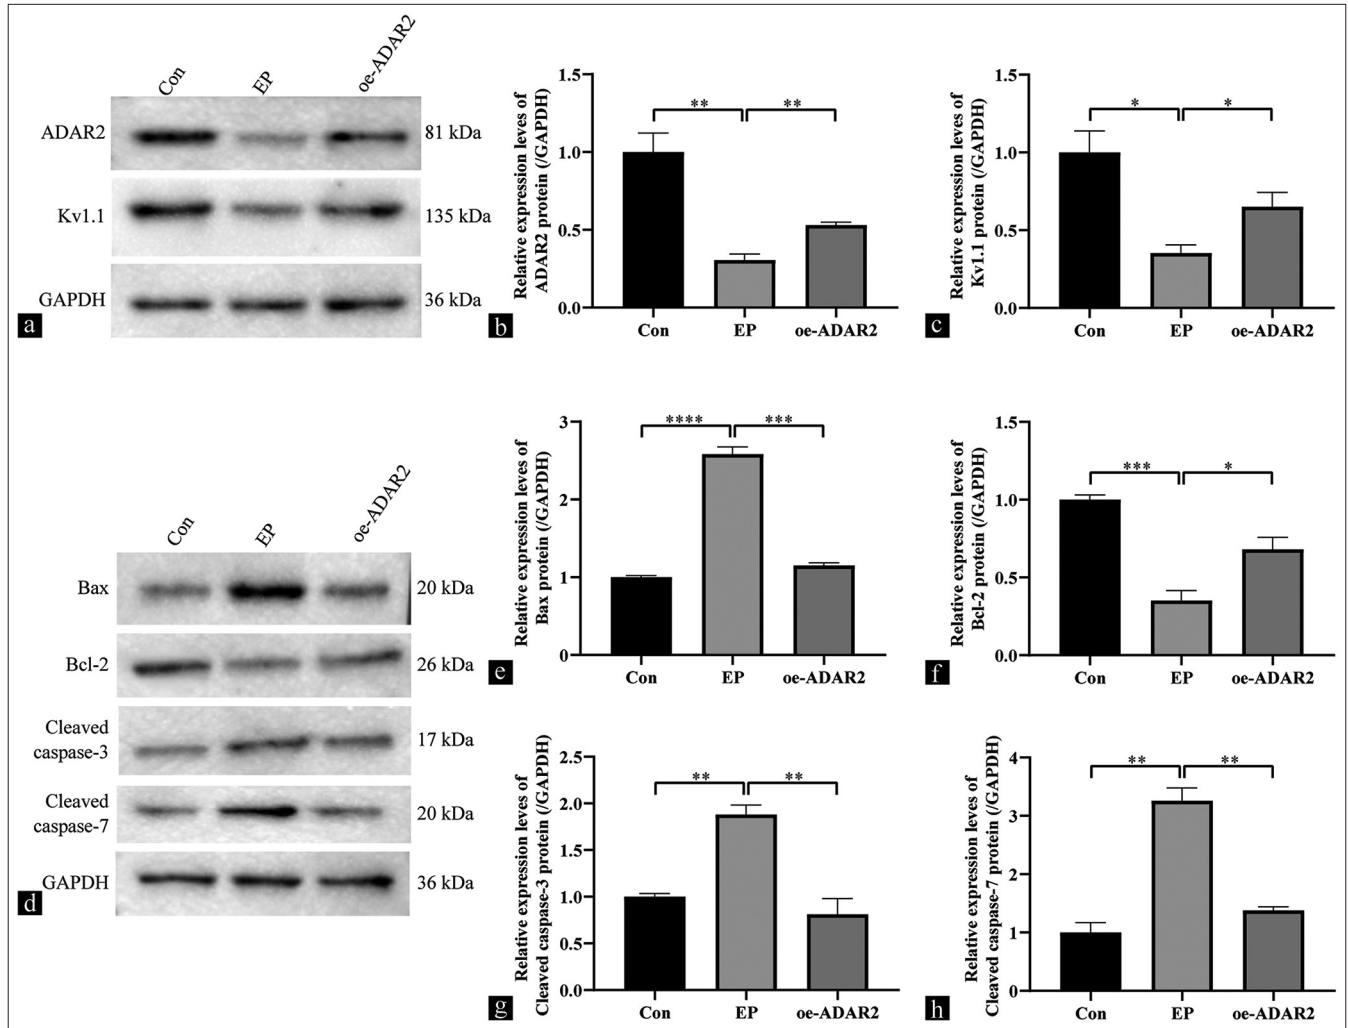 Con EP oe-ADAR2
ADAR2 81 kDa
Kv1.1 135 kDa
GAPDH 36 kDa
a
Relative expression leves of
ADAR2 protein (/GAPDH)
1.5
1.0
0.5
0.0
** **
Con EP oe-ADAR2
b
Relative expression levels of
Kv1.1 protein (/GAPDH)
1.5
1.0
0.5
0.0
* *
Con EP oe-ADAR2
c
Con EP oe-ADAR2
Bax 20 kDa
Bcl-2 26 kDa
Cleaved
caspase-3 17 kDa
Cleaved
caspase-7 20 kDa
GAPDH 36 kDa
d
Relative expression leves of
Bax protein (/GAPDH)
3
2
1
0
**** ***
Con EP oe-ADAR2
e
Relative expression levels of
Bcl-2 protein (/GAPDH)
1.5
1.0
0.5
0.0
*** *
Con EP oe-ADAR2
f
Relative expression levels of
Cleaved caspase-3 protein (/GAPDH)
2.5
2.0
1.5
1.0
0.5
0.0
** **
Con EP oe-ADAR2
g
Relative expression levels of
Cleaved caspase-7 protein (/GAPDH)
4
3
2
1
0
** **
Con EP oe-ADAR2
h